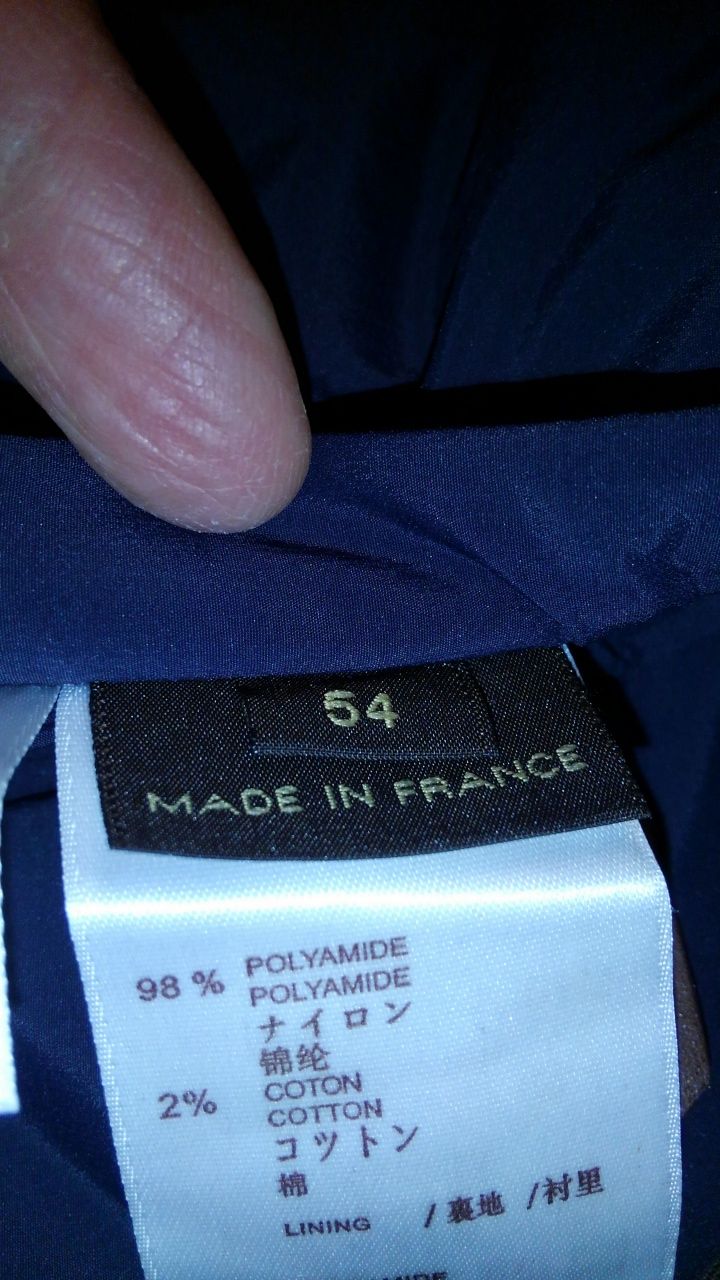 54
MADE IN FRANCE
98 % POLYAMIDE
POLYAMIDE
ナイロン
锦纶
2% COTON
COTTON
コットン
棉
LINING / 裏地 / 衬里